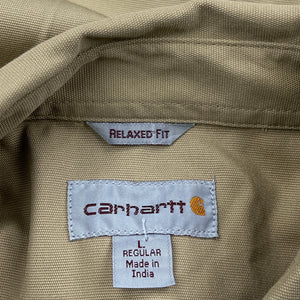 RELAXED FIT
carhartt
L
REGULAR
Made in
India